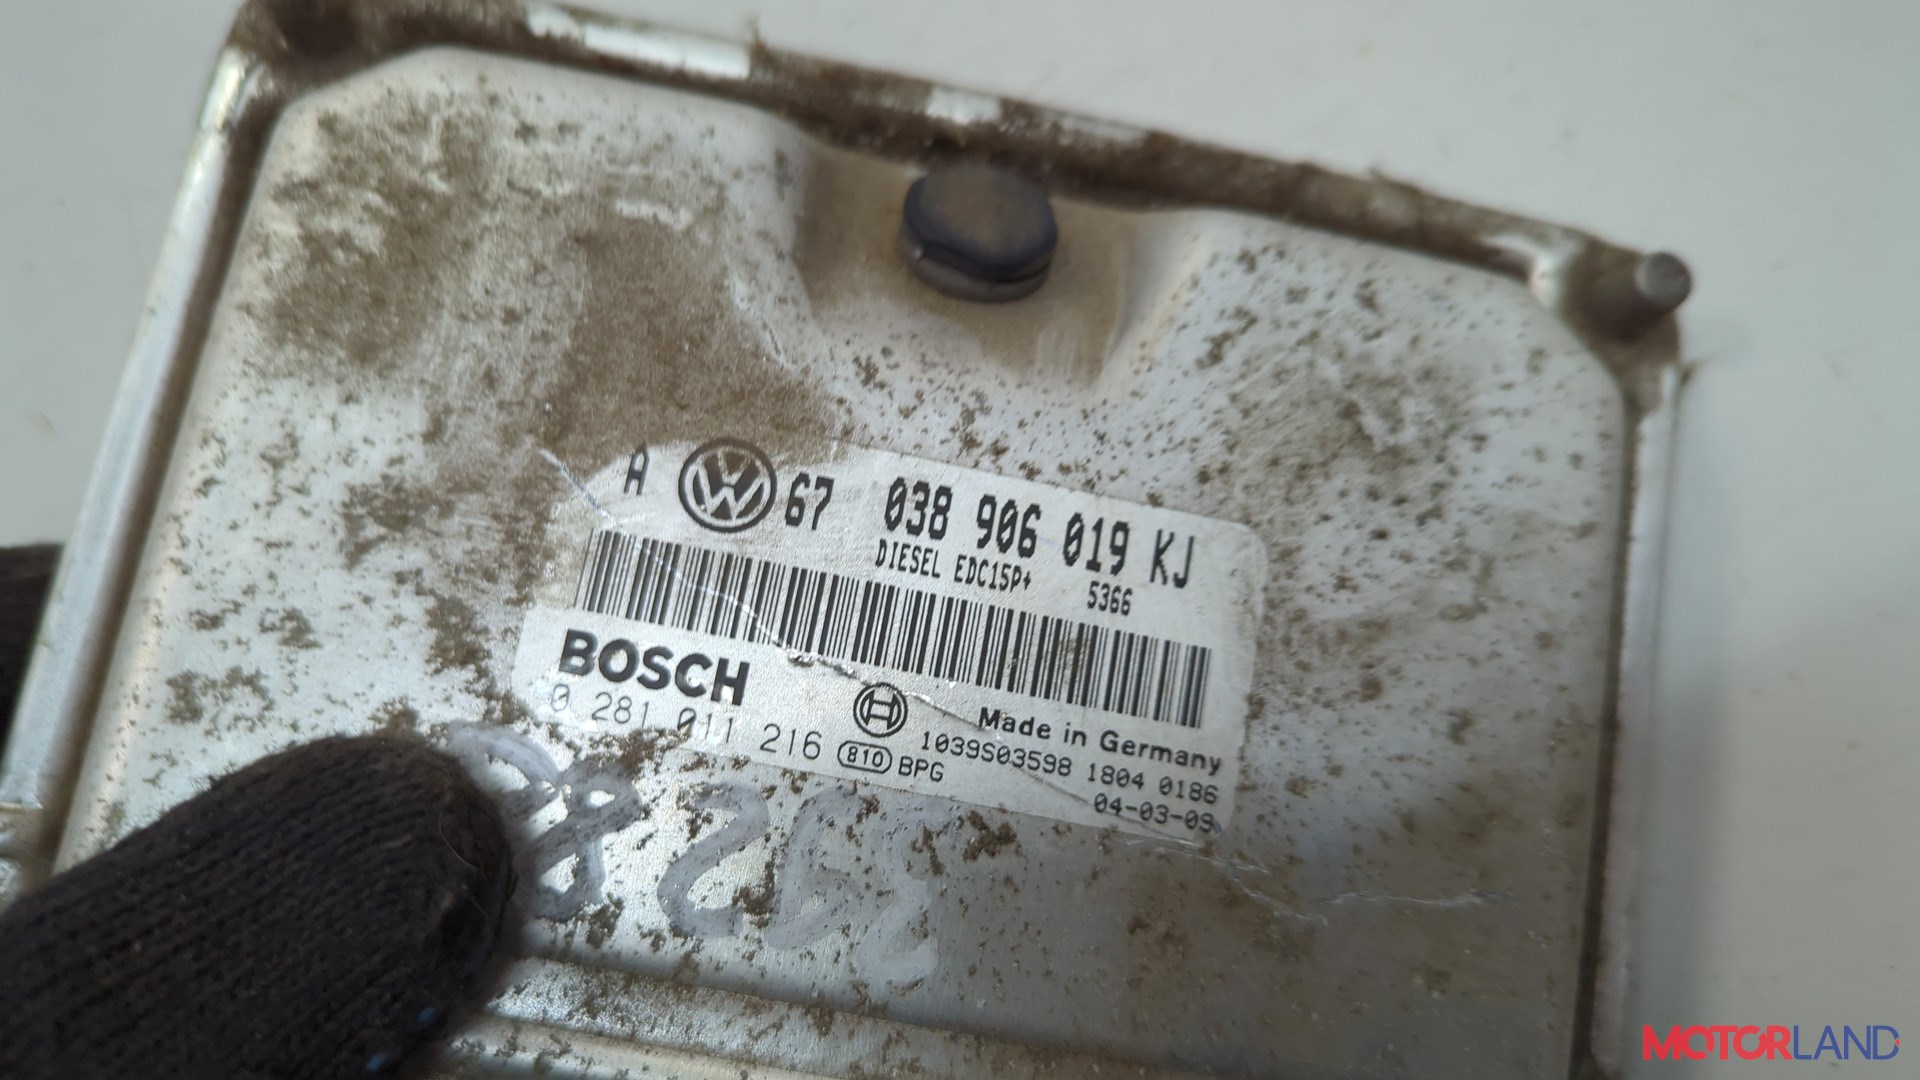 A VW 67 038 906 019 KJ
DIESEL EDC15P+ 5366
BOSCH
Made in Germany
0 281 011 216 810 BPG
1039S03598 1804 0186
04-03-09
MOTORLAND